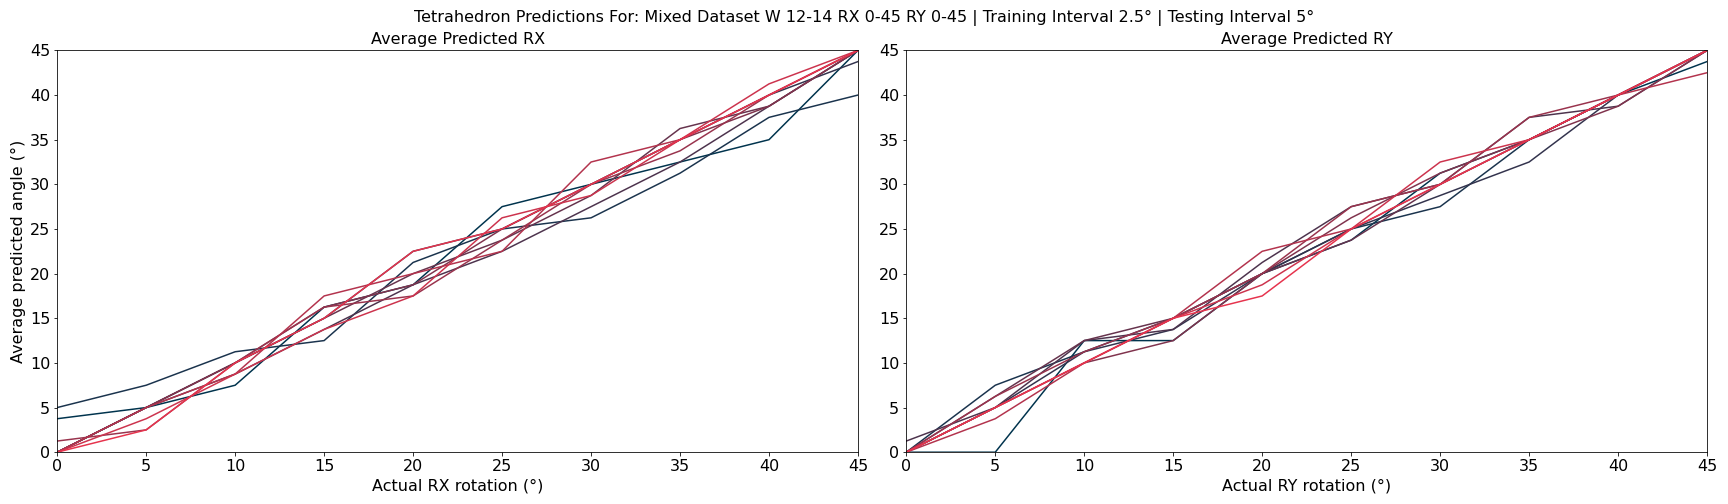 Tetrahedron Predictions For: Mixed Dataset W 12-14 RX 0-45 RY 0-45 | Training Interval 2.5° | Testing Interval 5°
Average Predicted RX
Average predicted angle (°)
45
40
35
30
25
20
15
10
5
0
0 5 10 15 20 25 30 35 40 45
Actual RX rotation (°)
Average Predicted RY
45
40
35
30
25
20
15
10
5
0
0 5 10 15 20 25 30 35 40 45
Actual RY rotation (°)